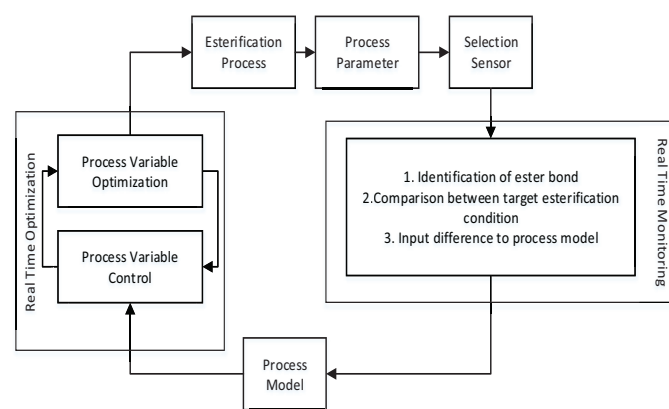 Esterification
Process
Process
Parameter
Selection
Sensor
Real Time Optimization
Process Variable
Optimization
Process Variable
Control
1. Identification of ester bond
2.Comparison between target esterification
condition
3. Input difference to process model
Real Time Monitoring
Process
Model